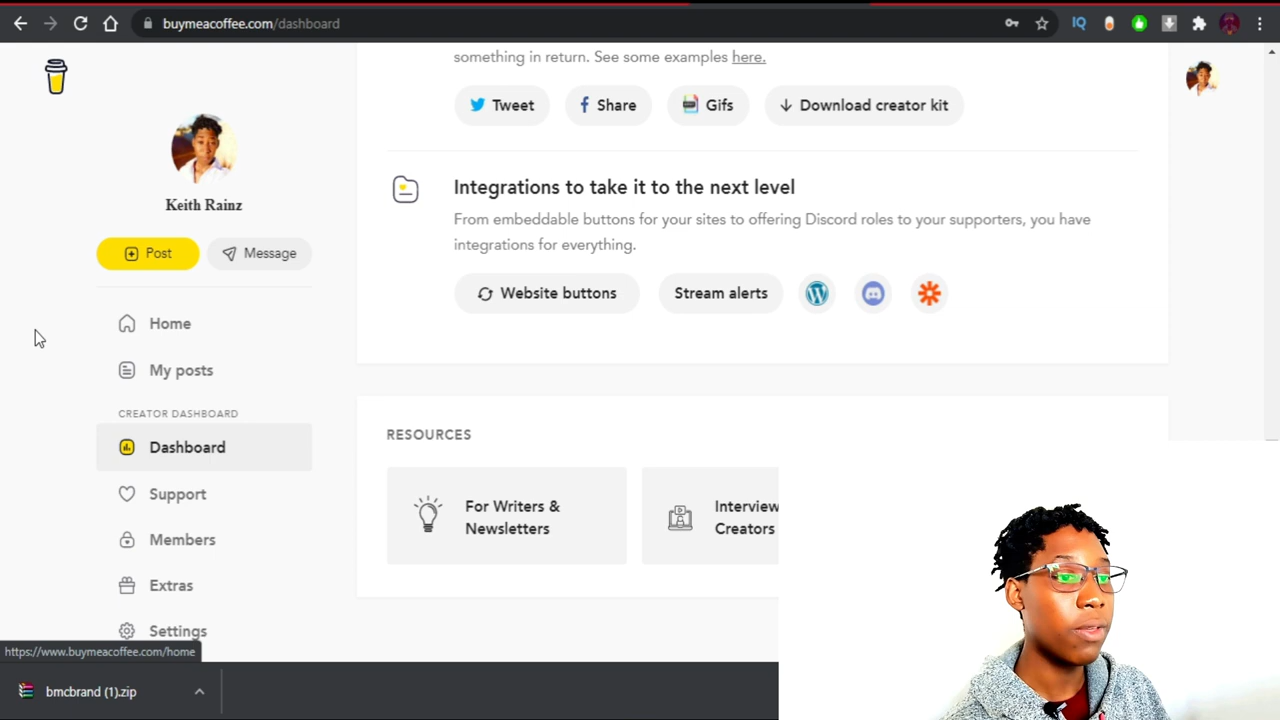 buymeacoffee.com/dashboard
something in return. See some examples here.
Tweet
Share
Gifs
Download creator kit
Keith Rainz
Post
Message
Integrations to take it to the next level
From embeddable buttons for your sites to offering Discord roles to your supporters, you have
integrations for everything.
Website buttons
Stream alerts
Home
My posts
CREATOR DASHBOARD
Dashboard
Support
Members
Extras
Settings
RESOURCES
For Writers &
Newsletters
Interview
Creators
https://www.buymeacoffee.com/home
bmcbrand (1).zip